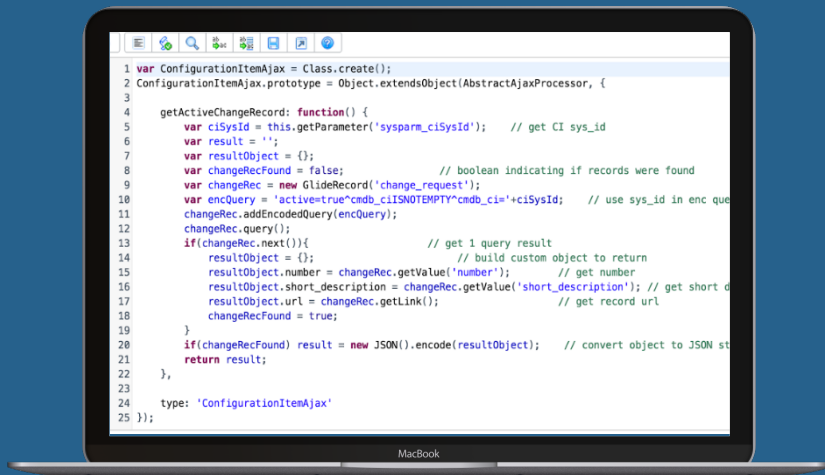 1 var ConfigurationItemAjax = Class.create();
2 ConfigurationItemAjax.prototype = Object.extendsObject(AbstractAjaxProcessor, {
3
4 getActiveChangeRecord: function() {
5 var ciSysId = this.getParameter('sysparm_ciSysId'); // get CI sys_id
6 var result = '';
7 var resultObject = {};
8 var changeRecFound = false; // boolean indicating if records were found
9 var changeRec = new GlideRecord('change_request');
10 var encQuery = 'active=true^cmdb_ciISNOTEMPTY^cmdb_ci='+ciSysId; // use sys_id in enc que
11 changeRec.addEncodedQuery(encQuery);
12 changeRec.query();
13 if(changeRec.next()){ // get 1 query result
14 resultObject = {}; // build custom object to return
15 resultObject.number = changeRec.getValue('number'); // get number
16 resultObject.short_description = changeRec.getValue('short_description'); // get short d
17 resultObject.url = changeRec.getLink(); // get record url
18 changeRecFound = true;
19 }
20 if(changeRecFound) result = new JSON().encode(resultObject); // convert object to JSON st
21 return result;
22 },
23
24 type: 'ConfigurationItemAjax'
25 });
MacBook